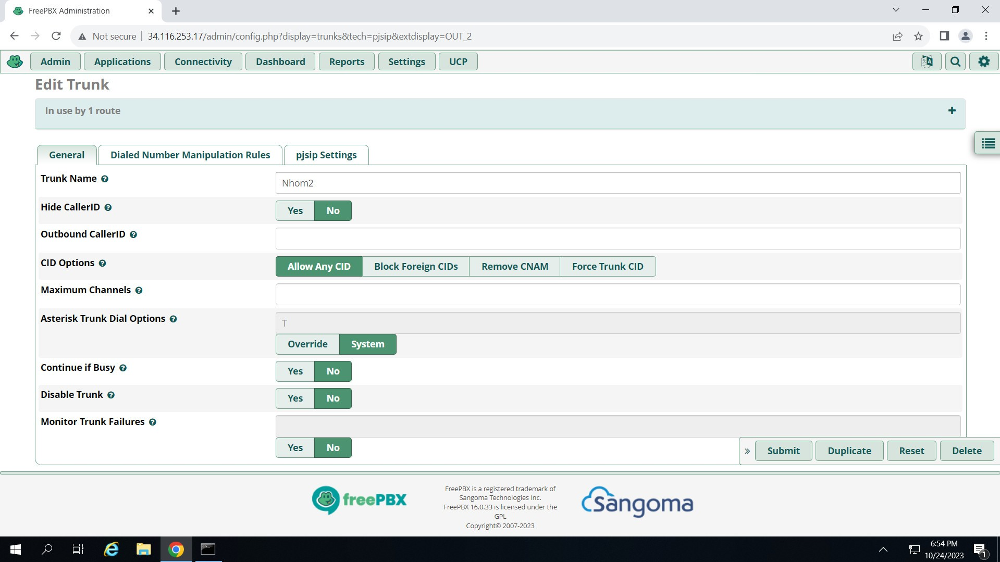 FreePBX Administration
Not secure
34.116.253.17/admin/config.php?display=trunks&tech=pjsip&extdisplay=OUT_2
Admin
Applications
Connectivity
Dashboard
Reports
Settings
UCP
Edit Trunk
In use by 1 route
General
Dialed Number Manipulation Rules
pjsip Settings
Trunk Name
Nhom2
Hide CallerID
Yes
No
Outbound CallerID
CID Options
Allow Any CID
Block Foreign CIDs
Remove CNAM
Force Trunk CID
Maximum Channels
Asterisk Trunk Dial Options
T
Override
System
Continue if Busy
Yes
No
Disable Trunk
Yes
No
Monitor Trunk Failures
Yes
No
Submit
Duplicate
Reset
Delete
freePBX
FreePBX is a registered trademark of
Sangoma Technologies Inc.
FreePBX 16.0.33 is licensed under the
GPL
Copyright© 2007-2023
Sangoma
6:54 PM
10/24/2023
1